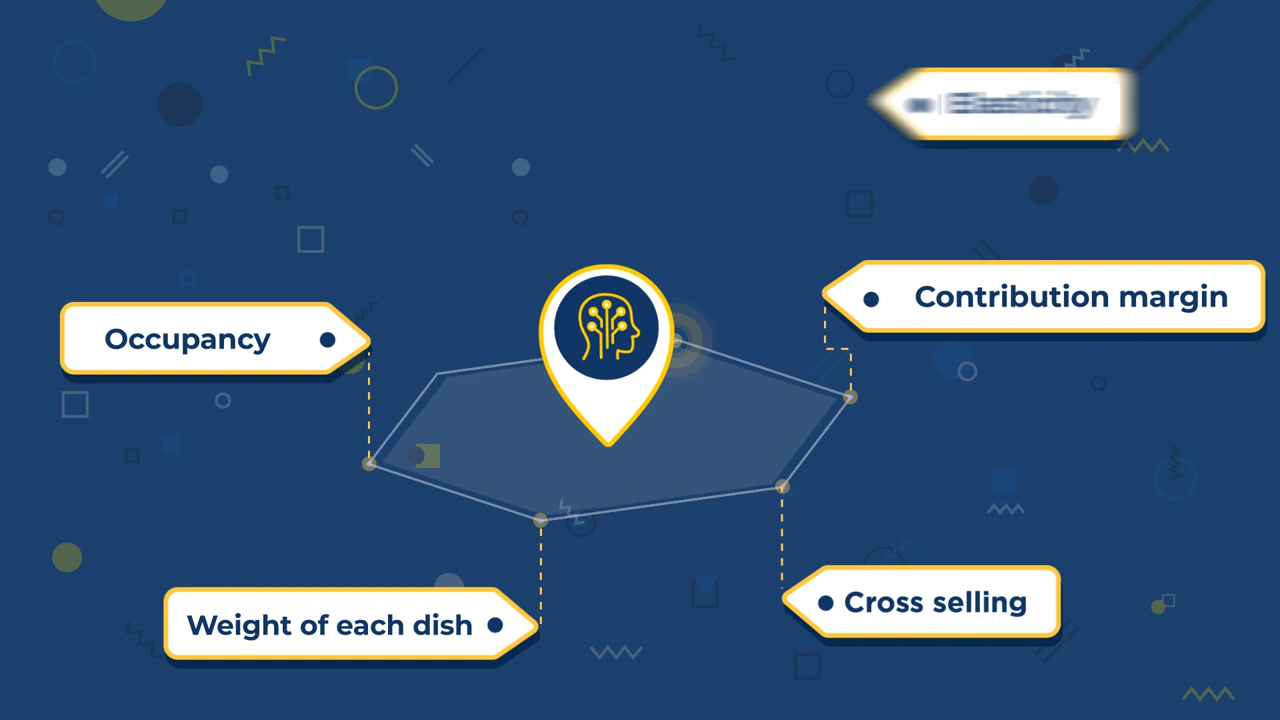 Occupancy
Contribution margin
Weight of each dish
Cross selling